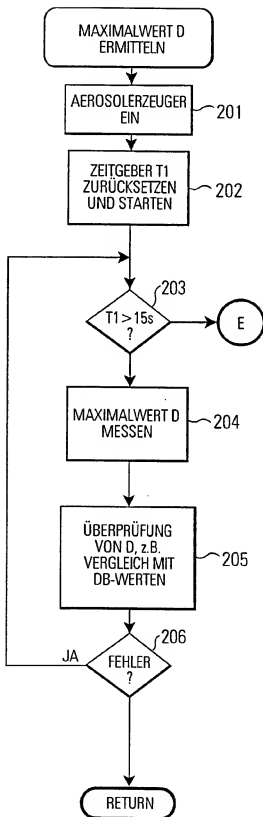 MAXIMALWERT D
ERMITTELN
AEROSOLERZEUGER
EIN
201
ZEITGEBER T1
ZURÜCKSETZEN
UND STARTEN
202
203
T1 > 15s
?
E
MAXIMALWERT D
MESSEN
204
ÜBERPRÜFUNG
VON D, z.B.
VERGLEICH MIT
DB-WERTEN
205
206
JA
FEHLER
?
RETURN